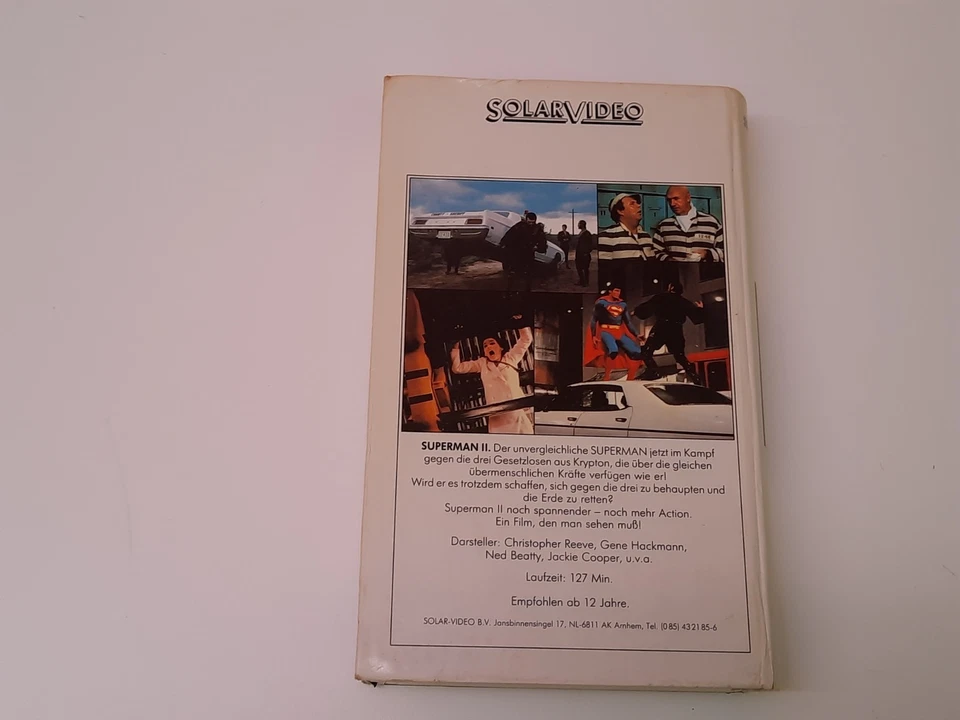 SOLARVIDEO
SUPERMAN II. Der unvergleichliche SUPERMAN jetzt im Kampf
gegen die drei Gesetzlosen aus Krypton, die über die gleichen
übermenschlichen Kräfte verfügen wie er!
Wird er es trotzdem schaffen, sich gegen die drei zu behaupten und
die Erde zu retten?
Superman II noch spannender – noch mehr Action.
Ein Film, den man sehen muß!
Darsteller: Christopher Reeve, Gene Hackmann,
Ned Beatty, Jackie Cooper, u.v.a.
Laufzeit: 127 Min.
Empfohlen ab 12 Jahre.
SOLAR-VIDEO B.V. Jansbinnensingel 17, NL-6811 AK Arnhem, Tel. (085) 432185-6